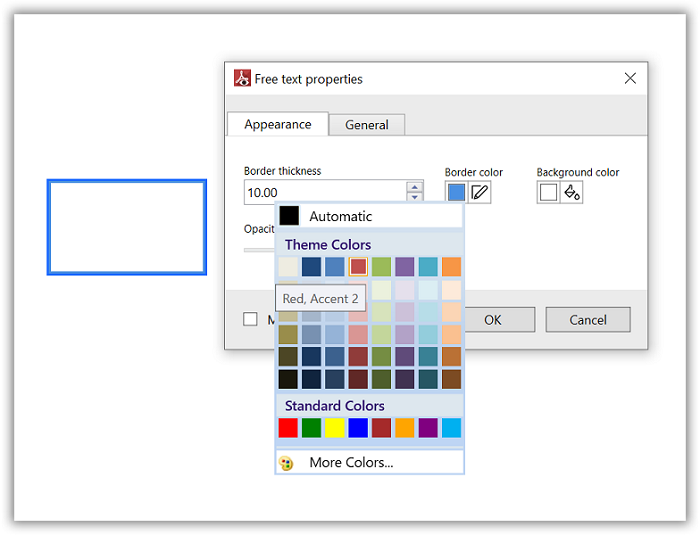 Free text properties
Appearance
General
Border thickness
Border color
Background color
10.00
Automatic
Opacit
Theme Colors
Red, Accent 2
M
OK
Cancel
Standard Colors
More Colors...